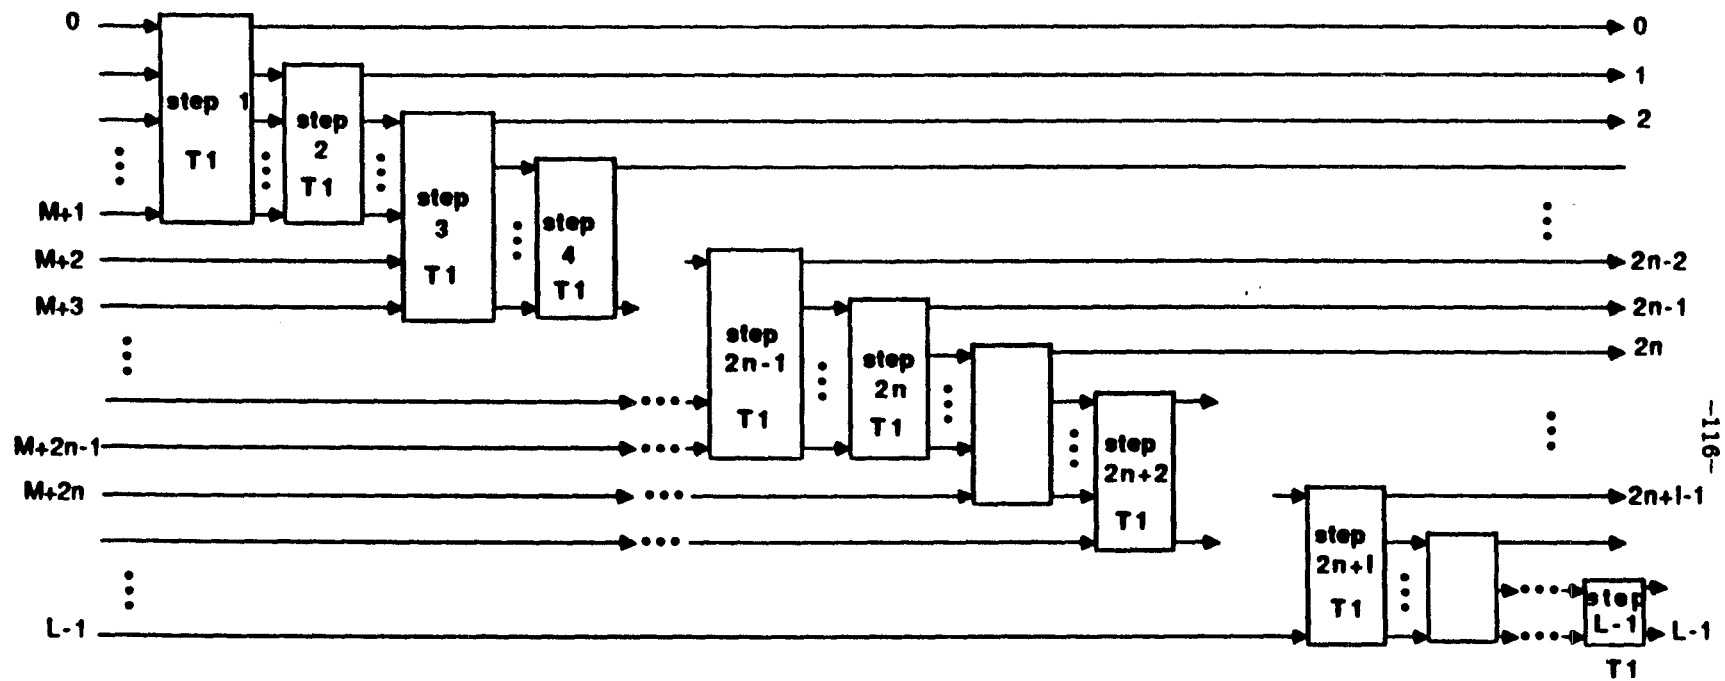 0
M+1
M+2
M+3
M+2n-1
M+2n
L-1
step 1
T1
step
2
T1
step
3
T1
step
4
T1
step
2n-1
T1
step
2n
T1
step
2n+2
T1
step
2n+l
T1
step
L-1
T1
0
1
2
2n-2
2n-1
2n
2n+l-1
L-1
-116-